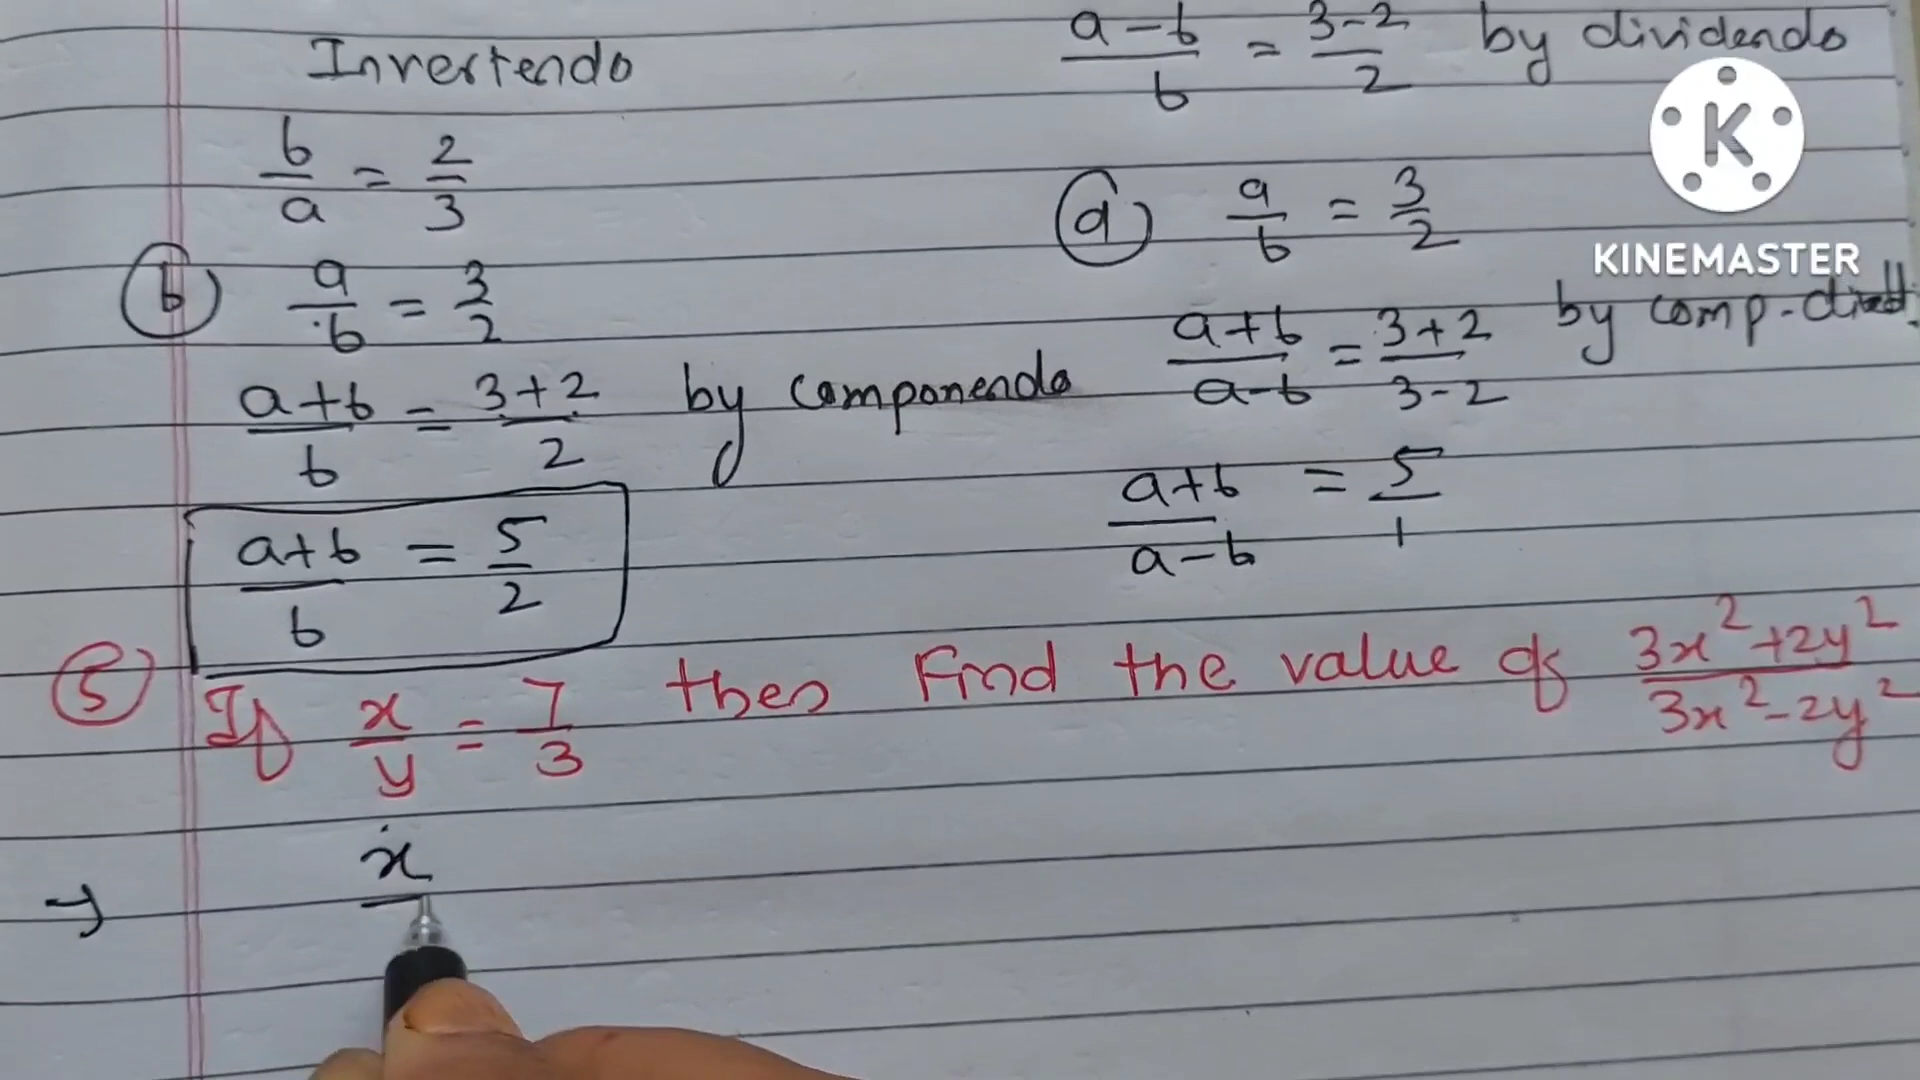 Invertendo
b/a = 2/3
(b) a/b = 3/2
a+b/b = 3+2/2 by componendo
a+b/b = 5/2
a-b/b = 3-2/2 by dividendo
K
KINEMASTER
(d) a/b = 3/2
a+b/a-b = 3+2/3-2 by comp-
a+b/a-b = 5/1
(5) If x/y = 7/3 then Find the value of 3x²+2y²/3x²-2y²
→ x